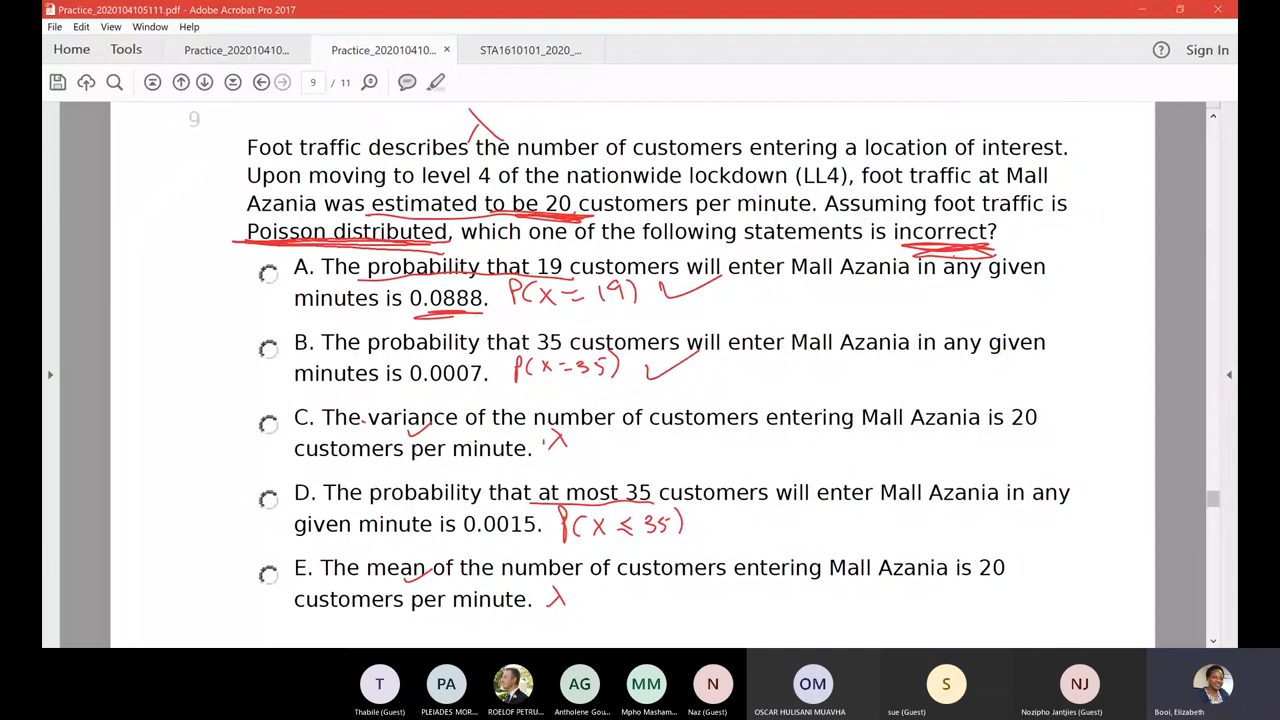 Practice_2020104105111.pdf - Adobe Acrobat Pro 2017
File Edit View Window Help
Home Tools Practice_202010410... Practice_202010410... × STA1610101_2020_... Sign In
9 / 11
9
λ
Foot traffic describes the number of customers entering a location of interest.
Upon moving to level 4 of the nationwide lockdown (LL4), foot traffic at Mall
Azania was estimated to be 20 customers per minute. Assuming foot traffic is
Poisson distributed, which one of the following statements is incorrect?
A. The probability that 19 customers will enter Mall Azania in any given
minutes is 0.0888. P(X=19)
B. The probability that 35 customers will enter Mall Azania in any given
minutes is 0.0007. P(X=35)
C. The variance of the number of customers entering Mall Azania is 20
customers per minute. λ
D. The probability that at most 35 customers will enter Mall Azania in any
given minute is 0.0015. P(X ≤ 35)
E. The mean of the number of customers entering Mall Azania is 20
customers per minute. λ
T PA AG MM N OM S NJ
Thabile (Guest) PLEIADES MOR... ROELOF PETRU... Antholene Gou... Mpho Masham... Naz (Guest) OSCAR HULISANI MUAVHA sue (Guest) Nozipho Jantjies (Guest) Booi, Elizabeth